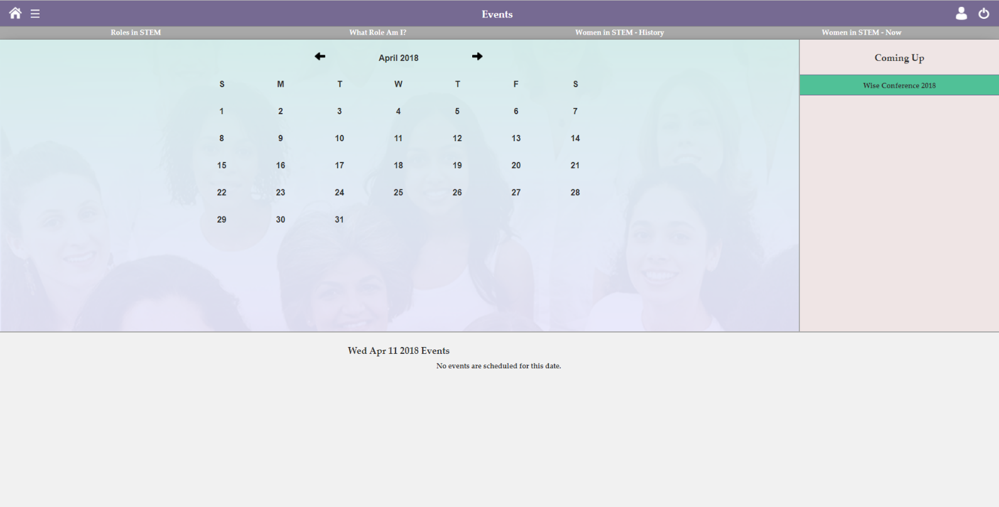 Events
Roles in STEM What Role Am I? Women in STEM - History Women in STEM - Now
April 2018
S M T W T F S
1 2 3 4 5 6 7
8 9 10 11 12 13 14
15 16 17 18 19 20 21
22 23 24 25 26 27 28
29 30 31
Coming Up
Wise Conference 2018
Wed Apr 11 2018 Events
No events are scheduled for this date.